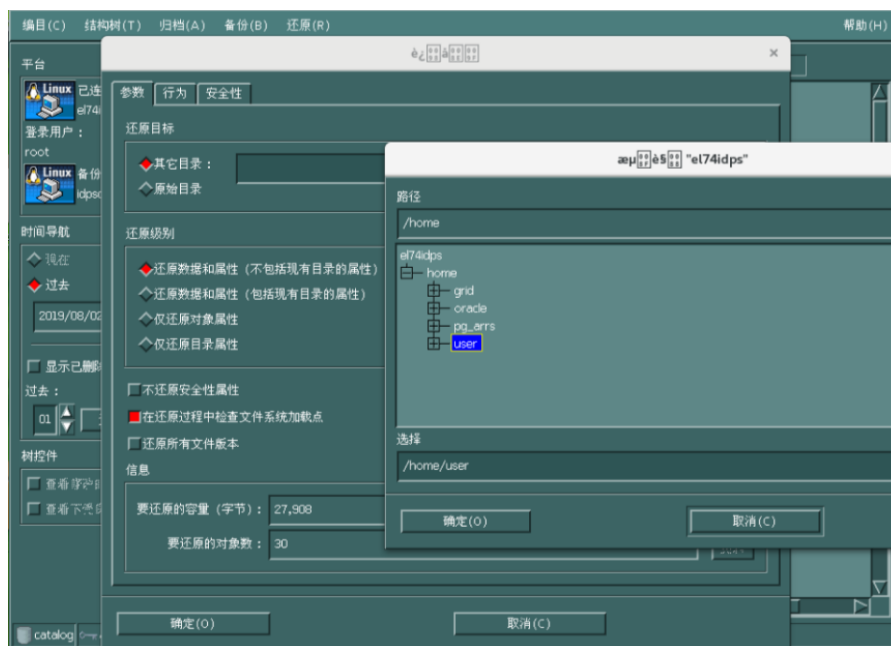 编目(C) 结构树(T) 归档(A) 备份(B) 还原(R) 帮助(H)
平台
Linux 已连
el74i
登录用户：
root
Linux 备份
idpsc
时间导航
现在
过去
2019/08/02
显示已删除
过去：
01
树控件
参数 行为 安全性
还原目标
其它目录：
原始目录
还原级别
还原数据和属性（不包括现有目录的属性）
还原数据和属性（包括现有目录的属性）
仅还原对象属性
仅还原目录属性
不还原安全性属性
在还原过程中检查文件系统加载点
还原所有文件版本
信息
要还原的容量（字节）： 27,908
要还原的对象数： 30
确定(O) 取消(C)
"el74idps"
路径
/home
el74idps
home
grid
oracle
pg_arrs
user
选择
/home/user
确定(O) 取消(C)
catalog